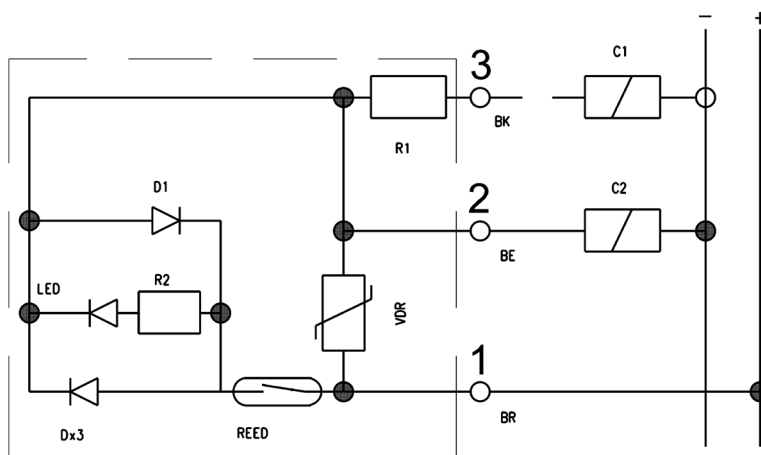 − +
3 C1
BK
R1
D1 2 C2
BE
LED R2
VDR
1
BR
Dx3 REED